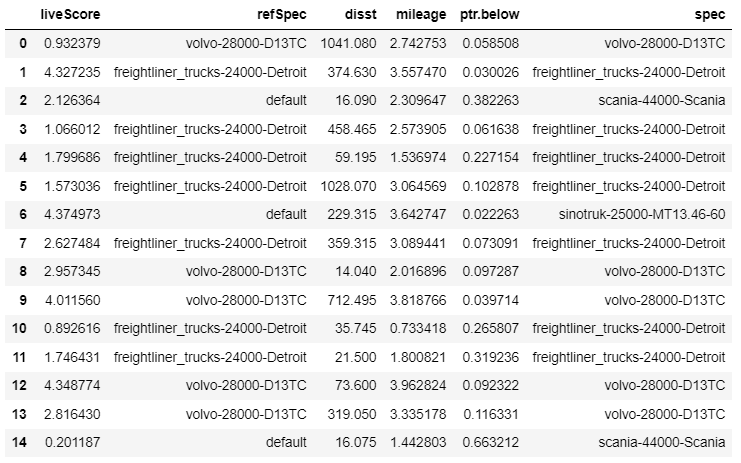 liveScore refSpec disst mileage ptr.below spec
0 0.932379 volvo-28000-D13TC 1041.080 2.742753 0.058508 volvo-28000-D13TC
1 4.327235 freightliner_trucks-24000-Detroit 374.630 3.557470 0.030026 freightliner_trucks-24000-Detroit
2 2.126364 default 16.090 2.309647 0.382263 scania-44000-Scania
3 1.066012 freightliner_trucks-24000-Detroit 458.465 2.573905 0.061638 freightliner_trucks-24000-Detroit
4 1.799686 freightliner_trucks-24000-Detroit 59.195 1.536974 0.227154 freightliner_trucks-24000-Detroit
5 1.573036 freightliner_trucks-24000-Detroit 1028.070 3.064569 0.102878 freightliner_trucks-24000-Detroit
6 4.374973 default 229.315 3.642747 0.022263 sinotruk-25000-MT13.46-60
7 2.627484 freightliner_trucks-24000-Detroit 359.315 3.089441 0.073091 freightliner_trucks-24000-Detroit
8 2.957345 volvo-28000-D13TC 14.040 2.016896 0.097287 volvo-28000-D13TC
9 4.011560 volvo-28000-D13TC 712.495 3.818766 0.039714 volvo-28000-D13TC
10 0.892616 freightliner_trucks-24000-Detroit 35.745 0.733418 0.265807 freightliner_trucks-24000-Detroit
11 1.746431 freightliner_trucks-24000-Detroit 21.500 1.800821 0.319236 freightliner_trucks-24000-Detroit
12 4.348774 volvo-28000-D13TC 73.600 3.962824 0.092322 volvo-28000-D13TC
13 2.816430 volvo-28000-D13TC 319.050 3.335178 0.116331 volvo-28000-D13TC
14 0.201187 default 16.075 1.442803 0.663212 scania-44000-Scania